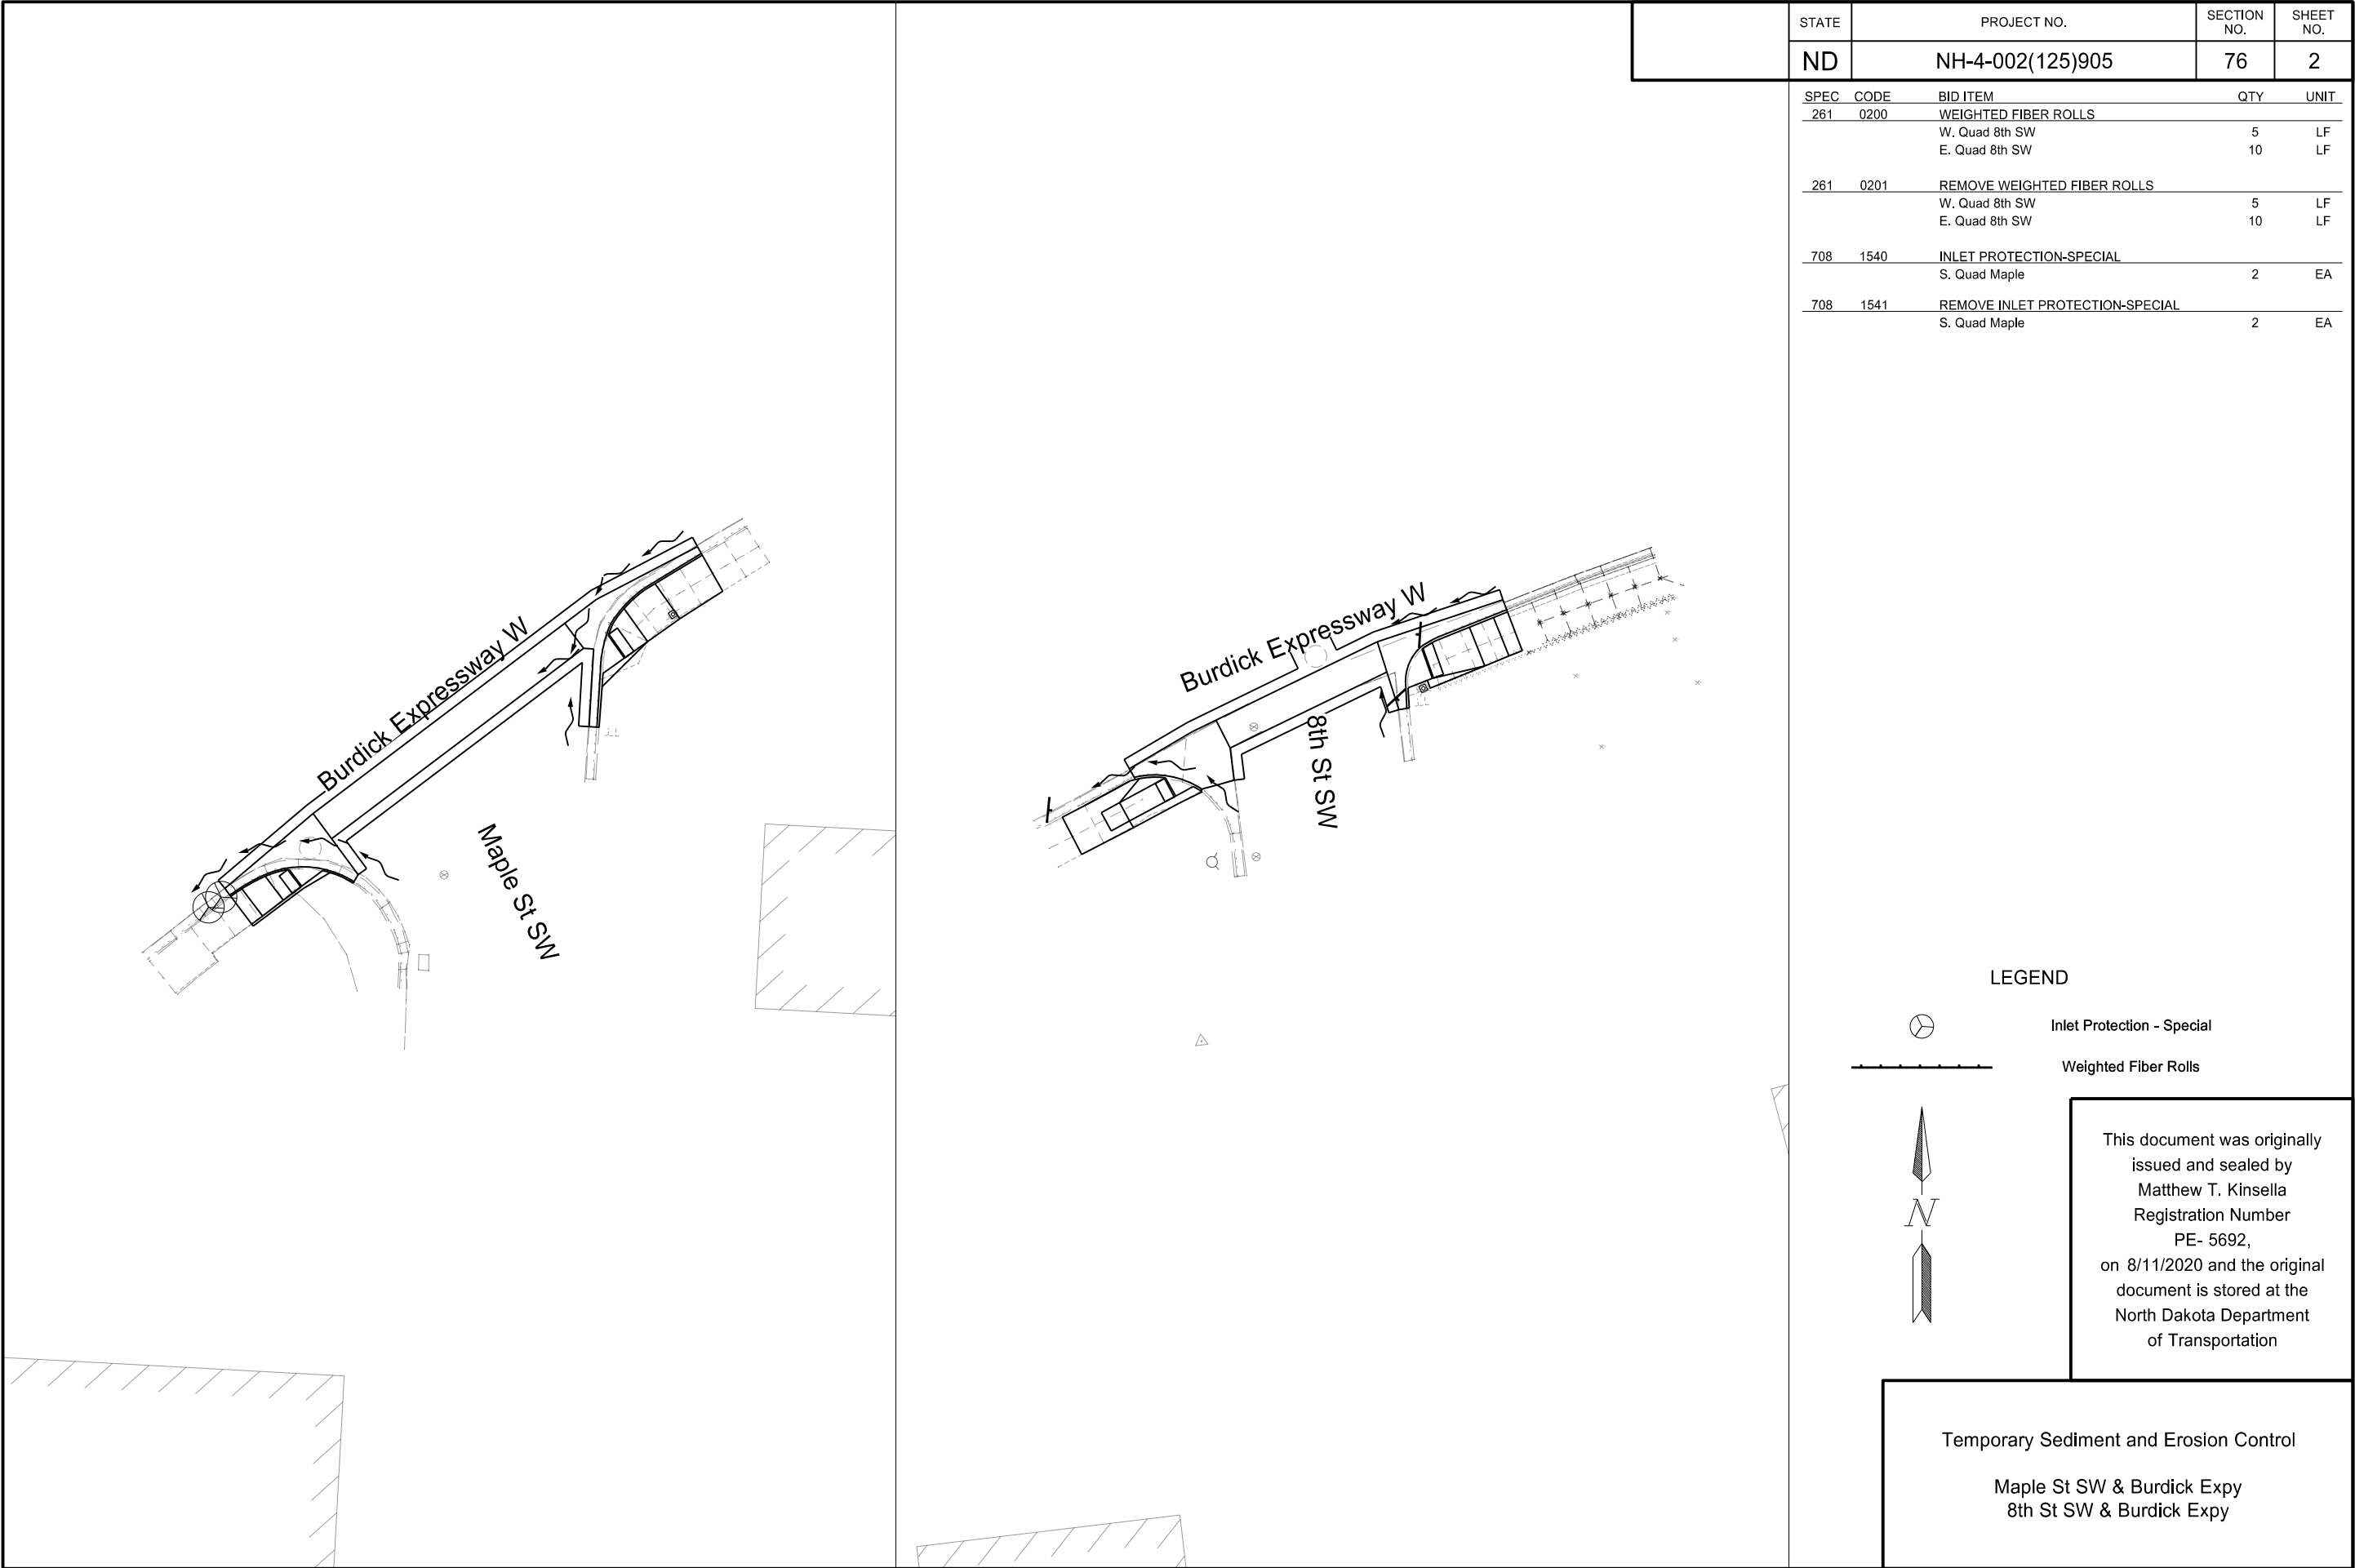 STATE PROJECT NO. SECTION NO. SHEET NO.
ND NH-4-002(125)905 76 2
SPEC CODE BID ITEM QTY UNIT
261 0200 WEIGHTED FIBER ROLLS
W. Quad 8th SW 5 LF
E. Quad 8th SW 10 LF
261 0201 REMOVE WEIGHTED FIBER ROLLS
W. Quad 8th SW 5 LF
E. Quad 8th SW 10 LF
708 1540 INLET PROTECTION-SPECIAL
S. Quad Maple 2 EA
708 1541 REMOVE INLET PROTECTION-SPECIAL
S. Quad Maple 2 EA
Burdick Expressway W
Maple St SW
Burdick Expressway W
8th St SW
LEGEND
Inlet Protection - Special
Weighted Fiber Rolls
N
This document was originally
issued and sealed by
Matthew T. Kinsella
Registration Number
PE- 5692,
on 8/11/2020 and the original
document is stored at the
North Dakota Department
of Transportation
Temporary Sediment and Erosion Control
Maple St SW & Burdick Expy
8th St SW & Burdick Expy